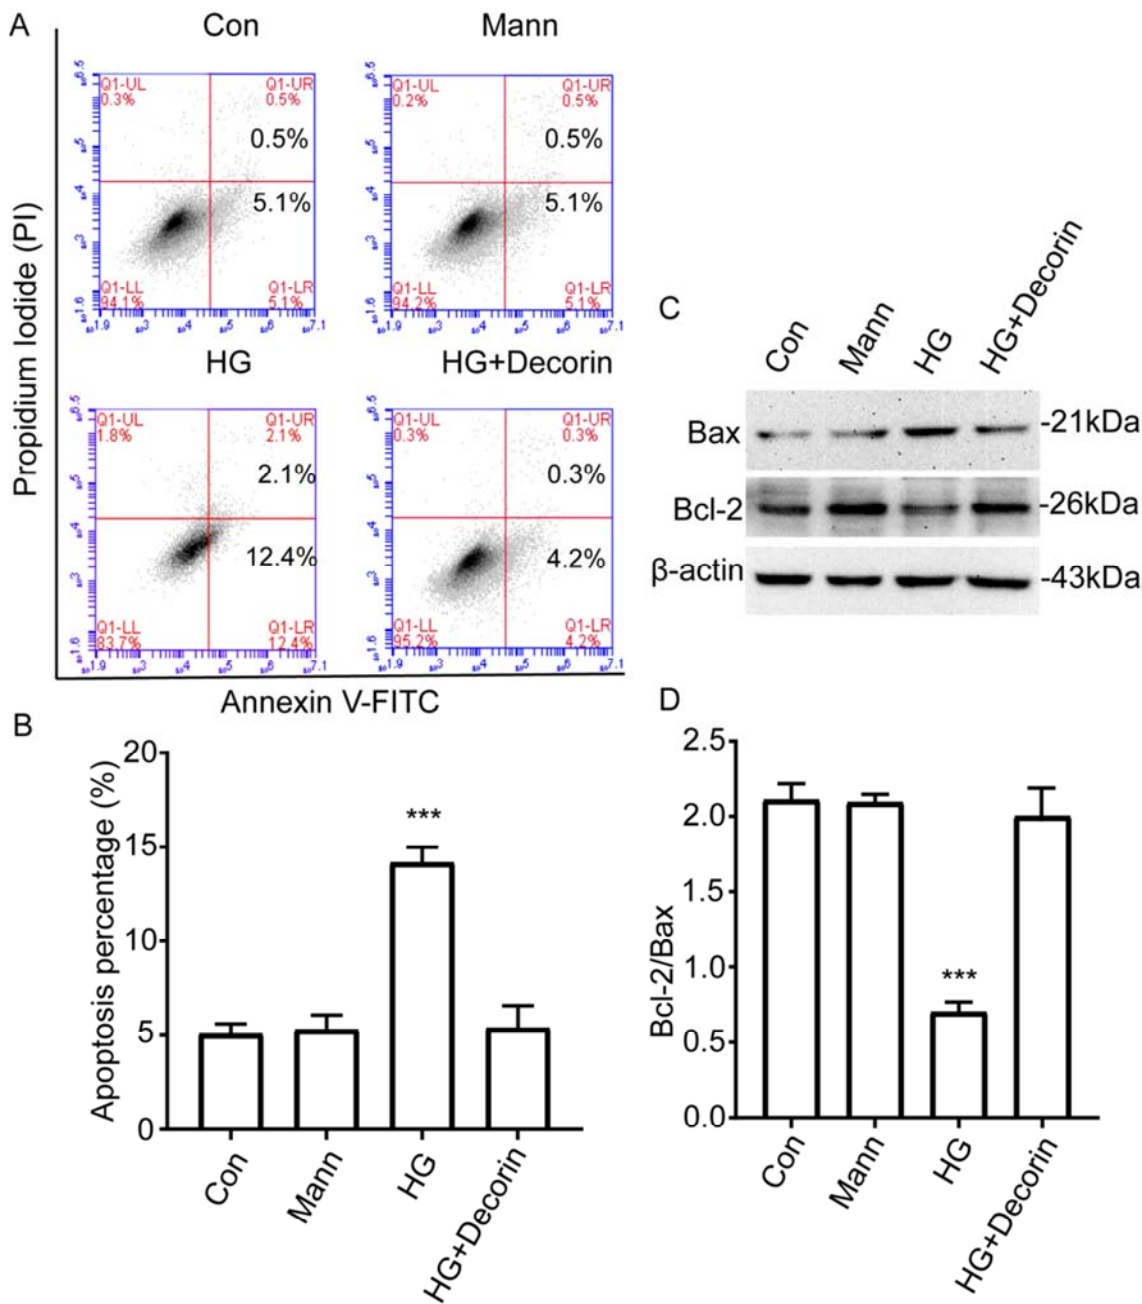 A
Con
Mann
Q1-UL
0.3%
Q1-UR
0.5%
0.5%
5.1%
Q1-LL
94.1%
Q1-LR
5.1%
Q1-UL
0.2%
Q1-UR
0.5%
0.5%
5.1%
Q1-LL
94.2%
Q1-LR
5.1%
HG
HG+Decorin
Q1-UL
1.8%
Q1-UR
2.1%
2.1%
12.4%
Q1-LL
83.7%
Q1-LR
12.4%
Q1-UL
0.3%
Q1-UR
0.3%
0.3%
4.2%
Q1-LL
95.2%
Q1-LR
4.2%
Propidium Iodide (PI)
Annexin V-FITC
B
Apoptosis percentage (%)
20
15
10
5
0
***
Con
Mann
HG
HG+Decorin
C
Con
Mann
HG
HG+Decorin
Bax
-21kDa
Bcl-2
-26kDa
β-actin
-43kDa
D
Bcl-2/Bax
2.5
2.0
1.5
1.0
0.5
0.0
***
Con
Mann
HG
HG+Decorin